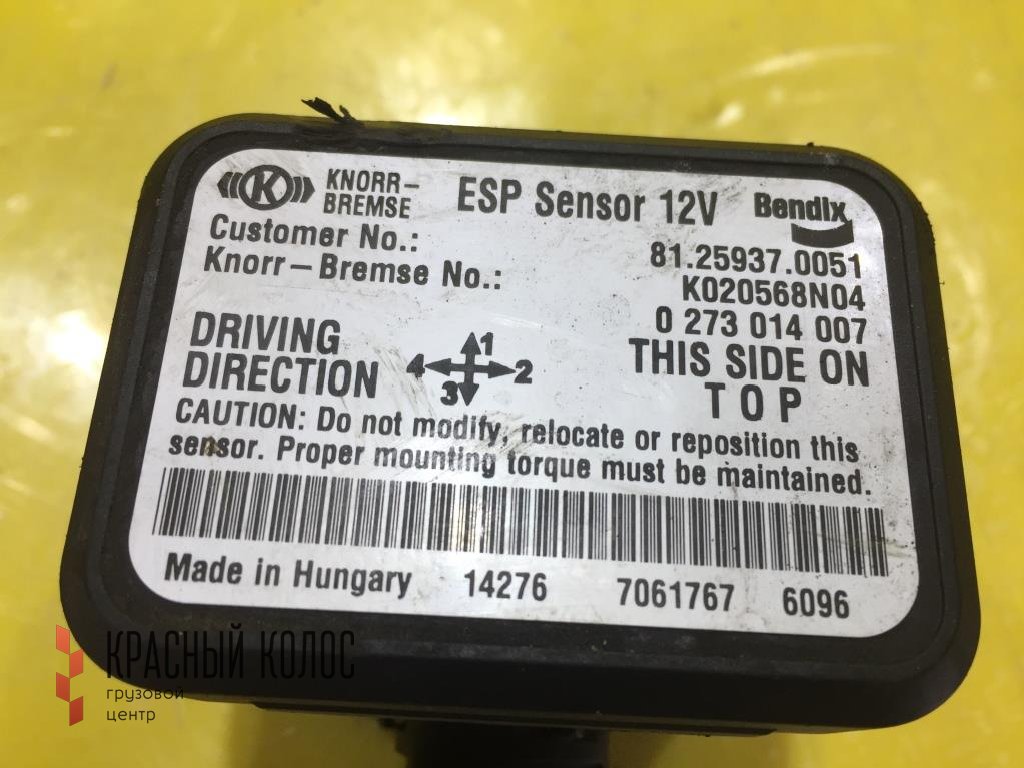 K KNORR-BREMSE ESP Sensor 12V Bendix
Customer No.: 81.25937.0051
Knorr-Bremse No.: K020568N04
0 273 014 007
DRIVING DIRECTION
1
4 2
3
THIS SIDE ON
TOP
CAUTION: Do not modify, relocate or reposition this
sensor. Proper mounting torque must be maintained.
Made in Hungary 14276 7061767 6096
КРАСНЫЙ КОЛОС
грузовой
центр